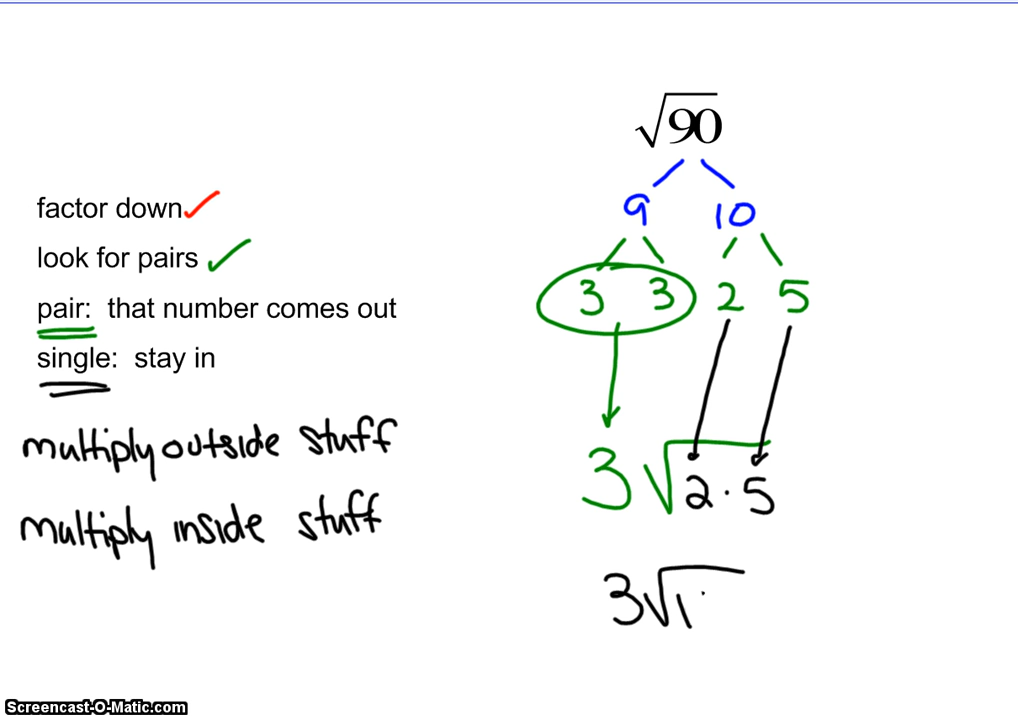 √90
9 10
factor down✓
look for pairs ✓
3 3 2 5
pair: that number comes out
single: stay in
multiply outside stuff
3√2·5
multiply inside stuff
3√1
Screencast-O-Matic.com